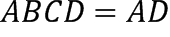 ABCD = AD